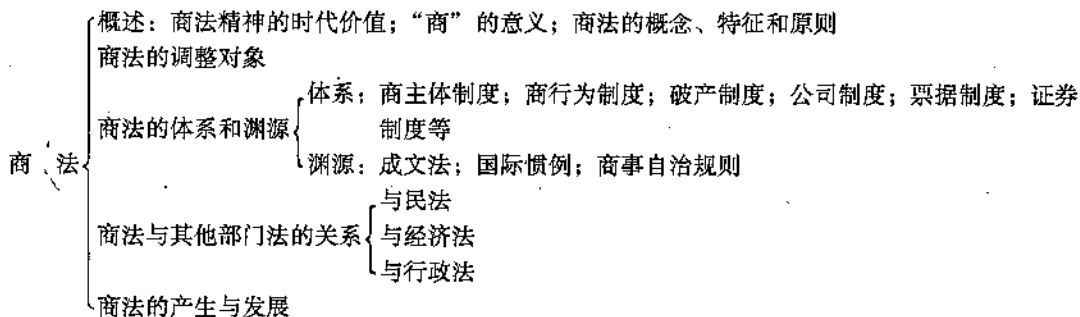 概述：商法精神的时代价值；“商”的意义；商法的概念、特征和原则
商法的调整对象
体系：商主体制度；商行为制度；破产制度；公司制度；票据制度；证券
制度等
商法的体系和渊源
渊源：成文法；国际惯例；商事自治规则
商 法
与民法
商法与其他部门法的关系
与经济法
与行政法
商法的产生与发展